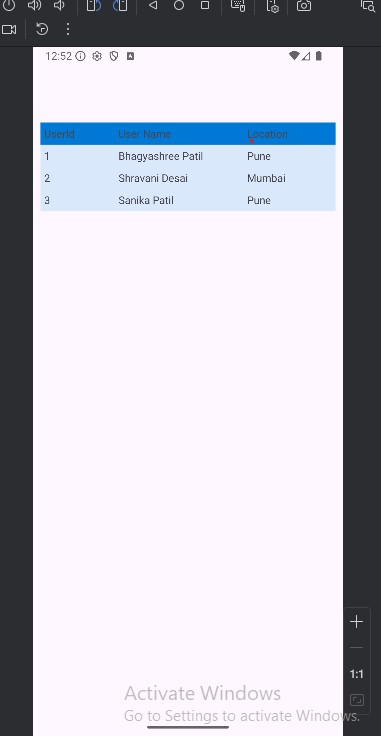 12:52
UserId User Name Location
1 Bhagyashree Patil Pune
2 Shravani Desai Mumbai
3 Sanika Patil Pune
1:1
Activate Windows
Go to Settings to activate Windows.